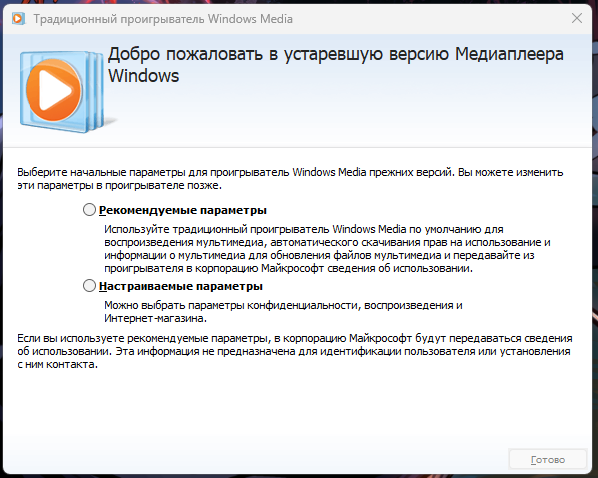 Традиционный проигрыватель Windows Media
Добро пожаловать в устаревшую версию Медиаплеера
Windows
Выберите начальные параметры для проигрыватель Windows Media прежних версий. Вы можете изменить
эти параметры в проигрывателе позже.
Рекомендуемые параметры
Используйте традиционный проигрыватель Windows Media по умолчанию для
воспроизведения мультимедиа, автоматического скачивания прав на использование и
информации о мультимедиа для обновления файлов мультимедиа и передавайте из
проигрывателя в корпорацию Майкрософт сведения об использовании.
Настраиваемые параметры
Можно выбрать параметры конфиденциальности, воспроизведения и
Интернет-магазина.
Если вы используете рекомендуемые параметры, в корпорацию Майкрософт будут передаваться сведения
об использовании. Эта информация не предназначена для идентификации пользователя или установления
с ним контакта.
Готово